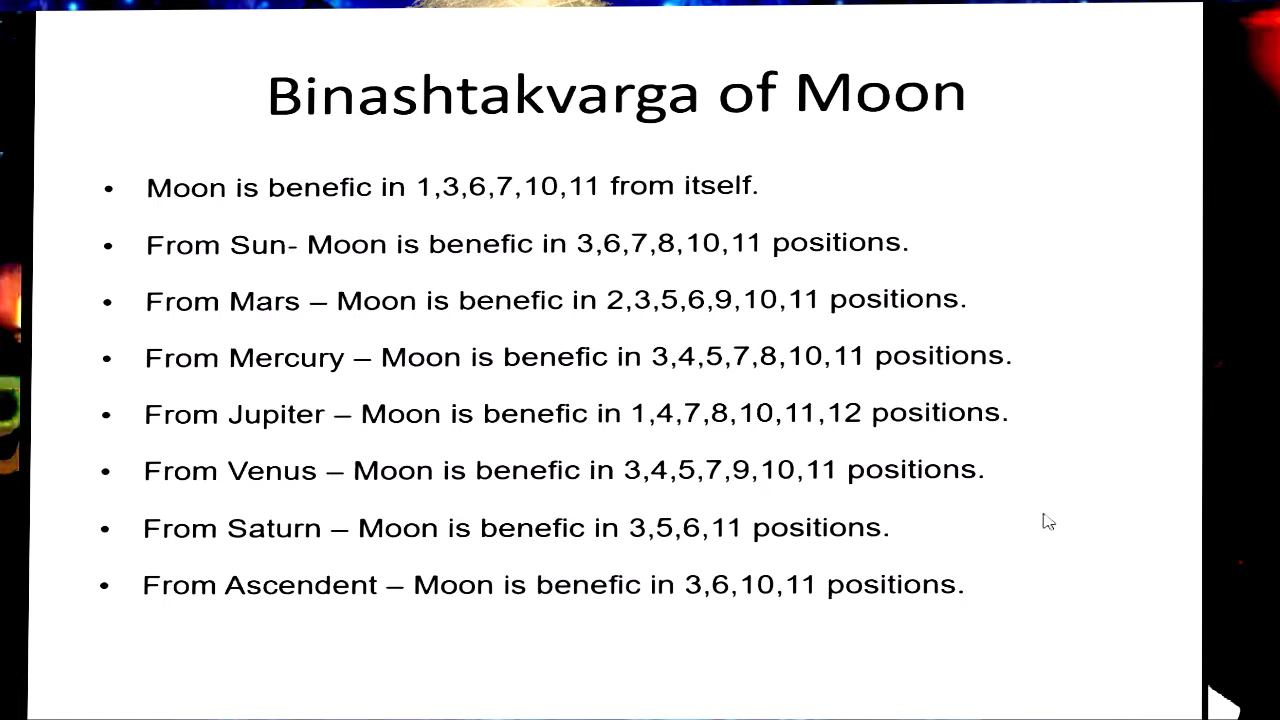 Binashtakvarga of Moon
• Moon is benefic in 1,3,6,7,10,11 from itself.
• From Sun- Moon is benefic in 3,6,7,8,10,11 positions.
• From Mars – Moon is benefic in 2,3,5,6,9,10,11 positions.
• From Mercury – Moon is benefic in 3,4,5,7,8,10,11 positions.
• From Jupiter – Moon is benefic in 1,4,7,8,10,11,12 positions.
• From Venus – Moon is benefic in 3,4,5,7,9,10,11 positions.
• From Saturn – Moon is benefic in 3,5,6,11 positions.
• From Ascendent – Moon is benefic in 3,6,10,11 positions.